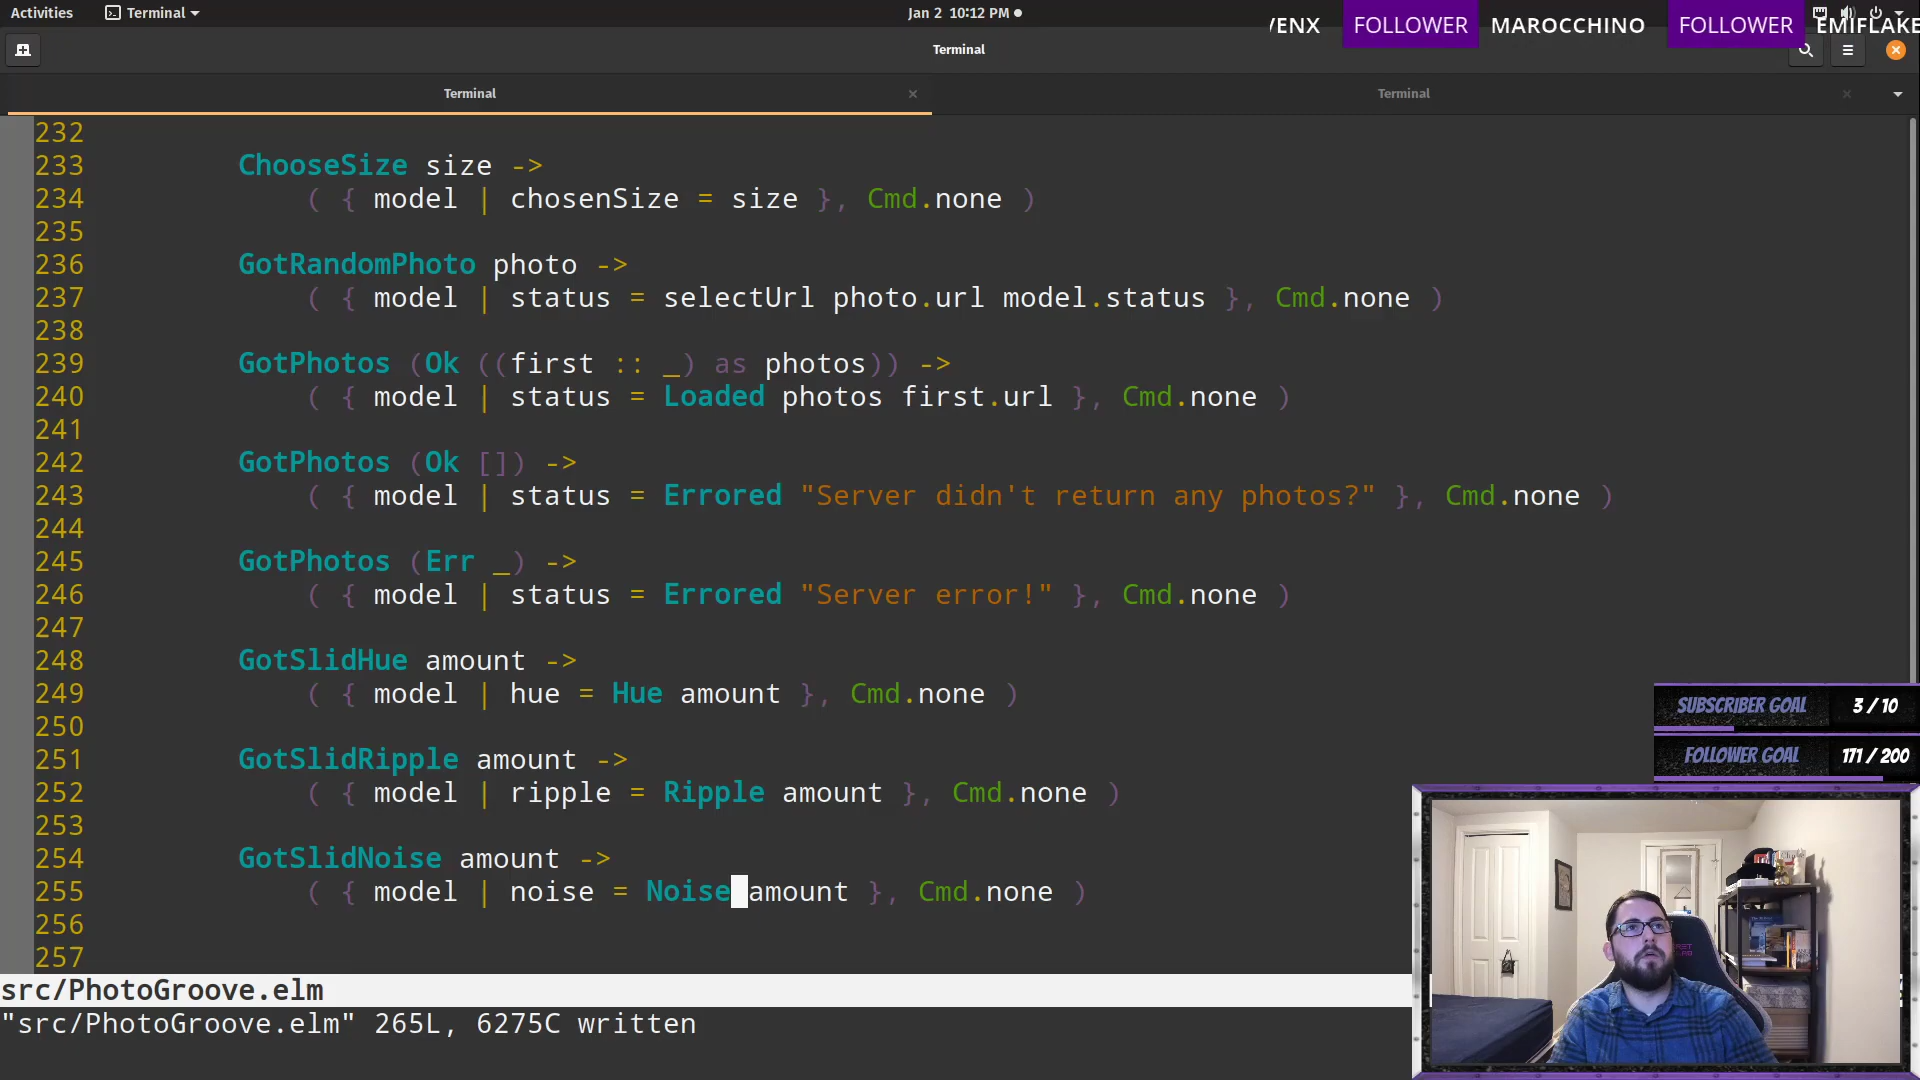 Activities Terminal Jan 2 10:12 PM
VENX FOLLOWER MAROCCHINO FOLLOWER EMIFLAKE
Terminal
Terminal Terminal
232
233 ChooseSize size ->
234 ( { model | chosenSize = size }, Cmd.none )
235
236 GotRandomPhoto photo ->
237 ( { model | status = selectUrl photo.url model.status }, Cmd.none )
238
239 GotPhotos (Ok ((first :: _) as photos)) ->
240 ( { model | status = Loaded photos first.url }, Cmd.none )
241
242 GotPhotos (Ok []) ->
243 ( { model | status = Errored "Server didn't return any photos?" }, Cmd.none )
244
245 GotPhotos (Err _) ->
246 ( { model | status = Errored "Server error!" }, Cmd.none )
247
248 GotSlidHue amount ->
249 ( { model | hue = Hue amount }, Cmd.none )
250
251 GotSlidRipple amount ->
252 ( { model | ripple = Ripple amount }, Cmd.none )
253
254 GotSlidNoise amount ->
255 ( { model | noise = Noise amount }, Cmd.none )
256
257
SUBSCRIBER GOAL 3 / 10
FOLLOWER GOAL 171 / 200
src/PhotoGroove.elm
"src/PhotoGroove.elm" 265L, 6275C written